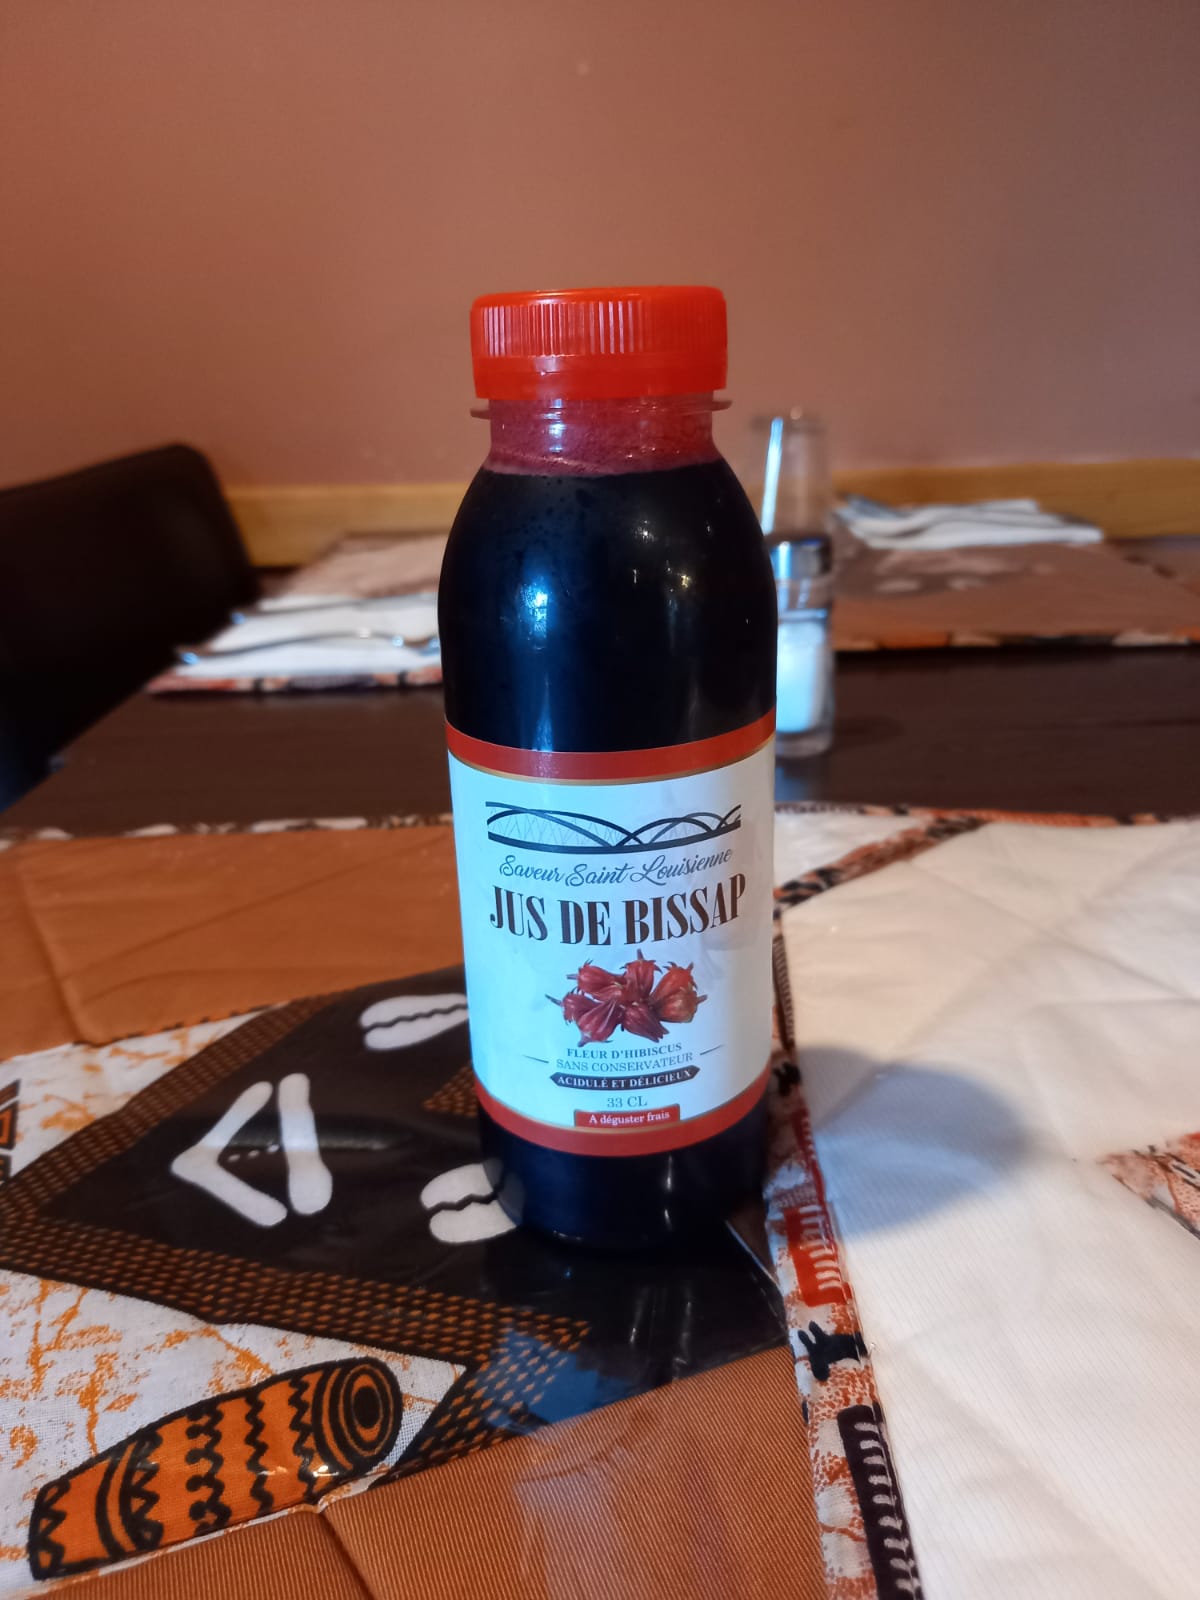 Saveur Saint Louisienne
JUS DE BISSAP
FLEUR D'HIBISCUS
SANS CONSERVATEUR
ACIDULÉ ET DÉLICIEUX
33 CL
A déguster frais